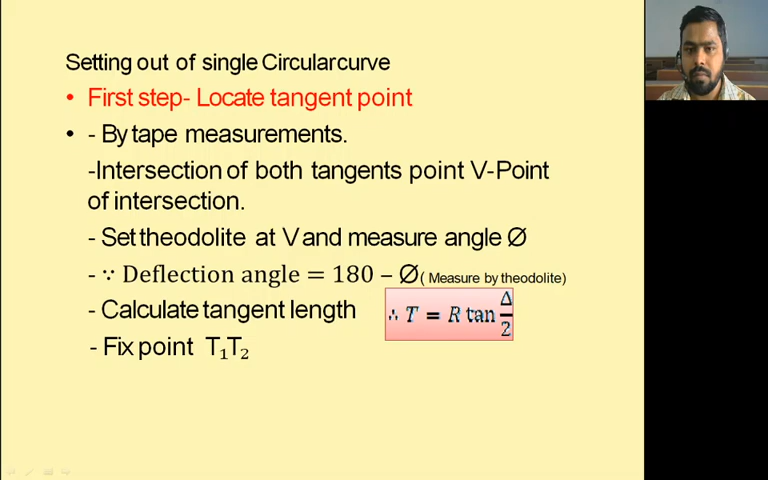 Setting out of single Circularcurve
• First step- Locate tangent point
• - By tape measurements.
-Intersection of both tangents point V-Point
of intersection.
- Set theodolite at V and measure angle Ø
- ∵ Deflection angle = 180 − Ø( Measure by theodolite)
- Calculate tangent length ∴ T = R tan Δ/2
- Fix point T₁T₂